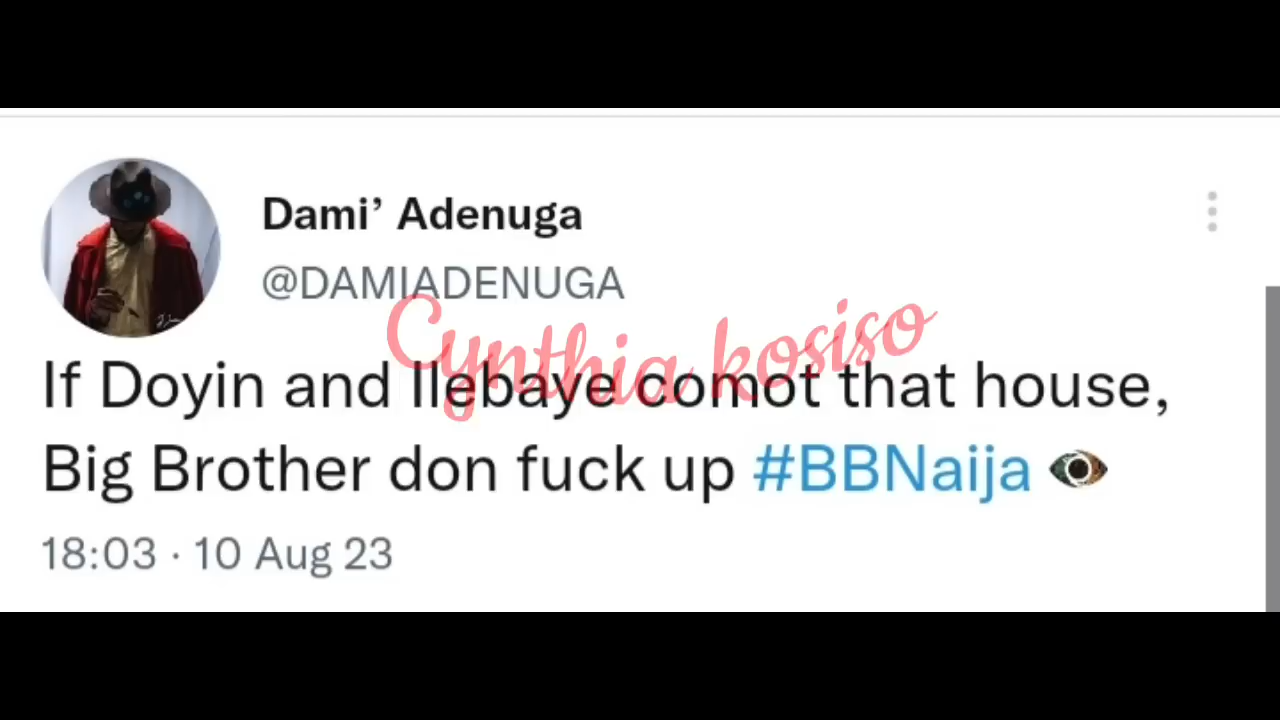 Dami’ Adenuga
@DAMIADENUGA
Cynthia kosiso
If Doyin and Ilebaye comot that house,
Big Brother don fuck up #BBNaija
18:03 · 10 Aug 23